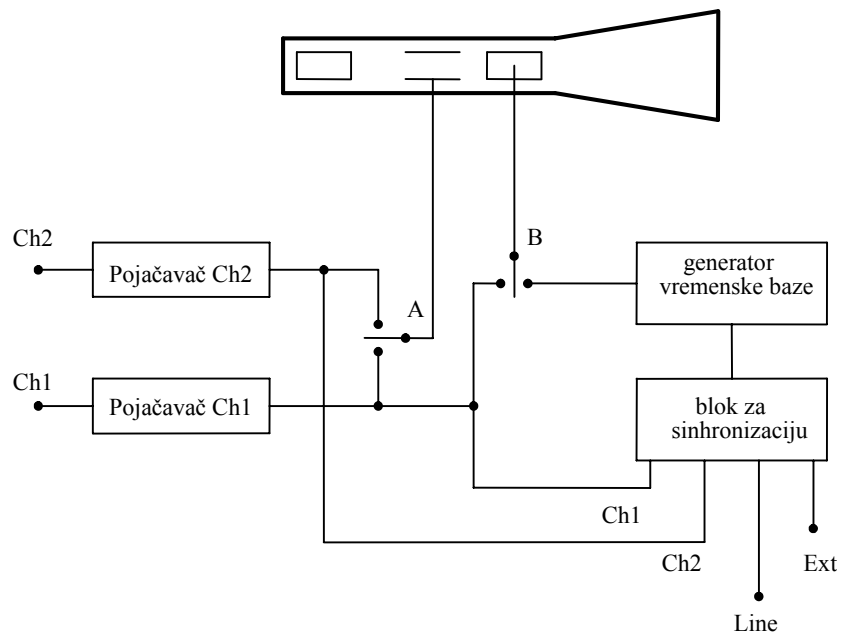 Ch2
Pojačavač Ch2
A
B
generator
vremenske baze
Ch1
Pojačavač Ch1
blok za
sinhronizaciju
Ch1
Ch2
Ext
Line